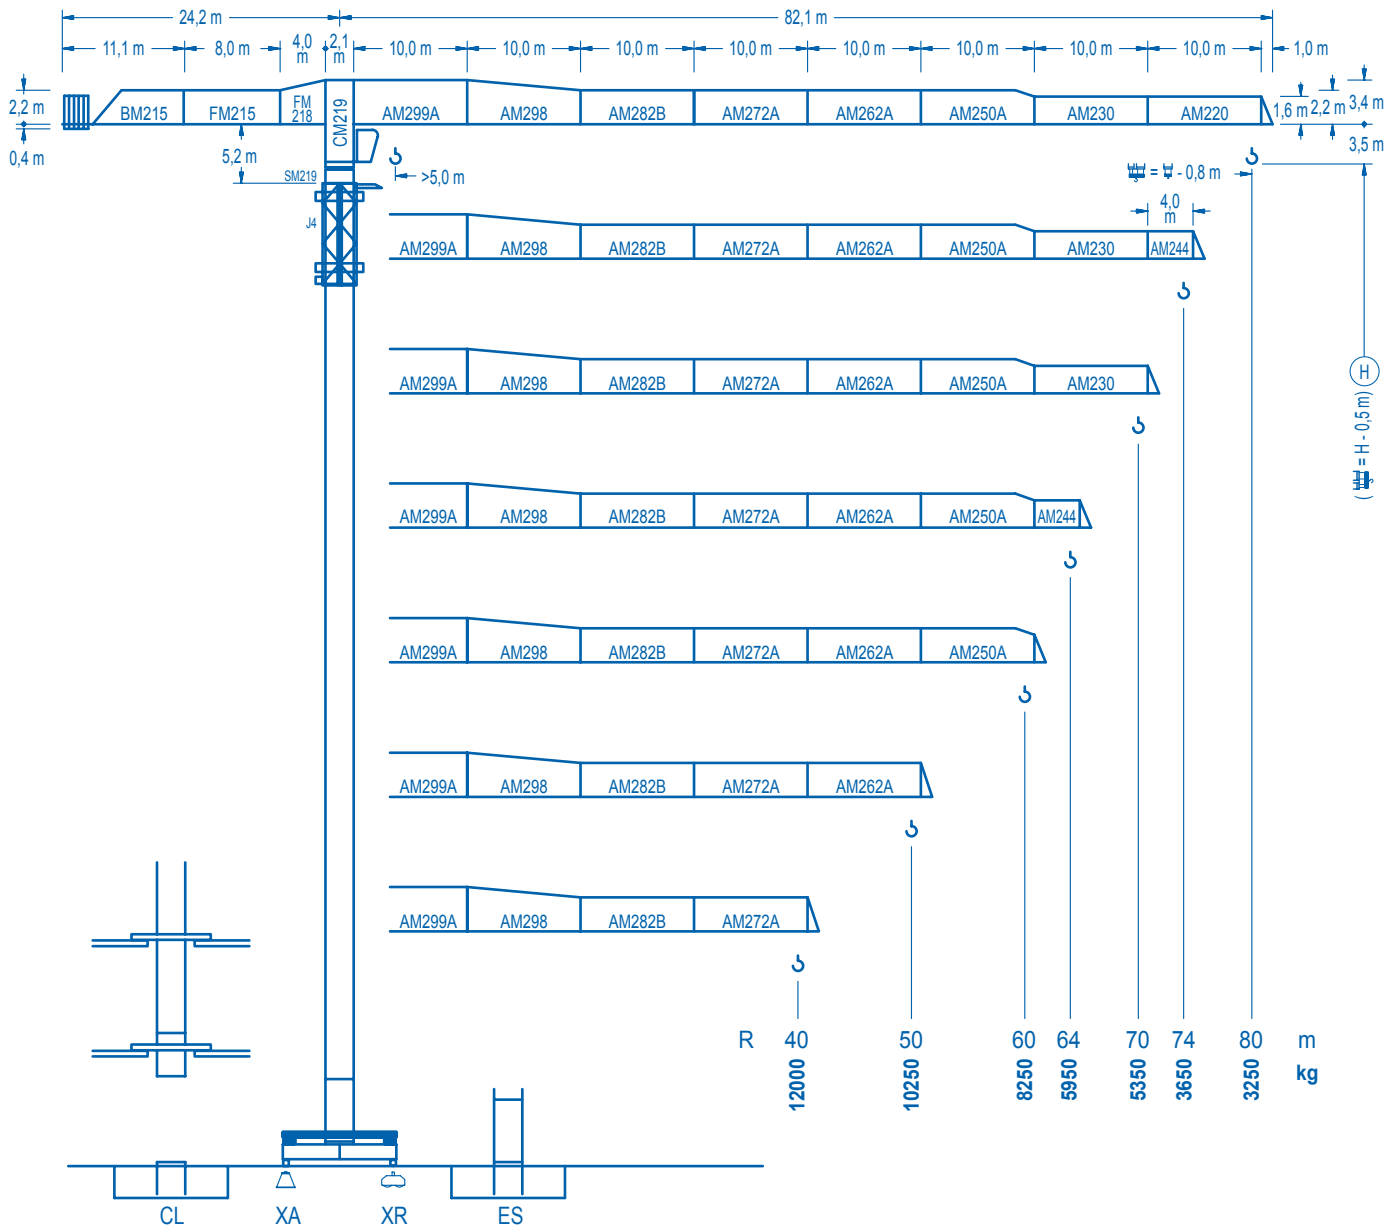 24,2 m 82,1 m
11,1 m 8,0 m 4,0 m 2,1 m 10,0 m 10,0 m 10,0 m 10,0 m 10,0 m 10,0 m 10,0 m 10,0 m 1,0 m
2,2 m BM215 FM215 FM 218 CM219 AM299A AM298 AM282B AM272A AM262A AM250A AM230 AM220 1,6 m 2,2 m 3,4 m
0,4 m 5,2 m 3,5 m
SM219 >5,0 m = - 0,8 m
J4 4,0 m
AM299A AM298 AM282B AM272A AM262A AM250A AM230 AM244
H
( = H - 0,5 m)
AM299A AM298 AM282B AM272A AM262A AM250A AM230
AM299A AM298 AM282B AM272A AM262A AM250A AM244
AM299A AM298 AM282B AM272A AM262A AM250A
AM299A AM298 AM282B AM272A AM262A
AM299A AM298 AM282B AM272A
R 40 50 60 64 70 74 80 m
12000 10250 8250 5950 5350 3650 3250 kg
CL XA XR ES